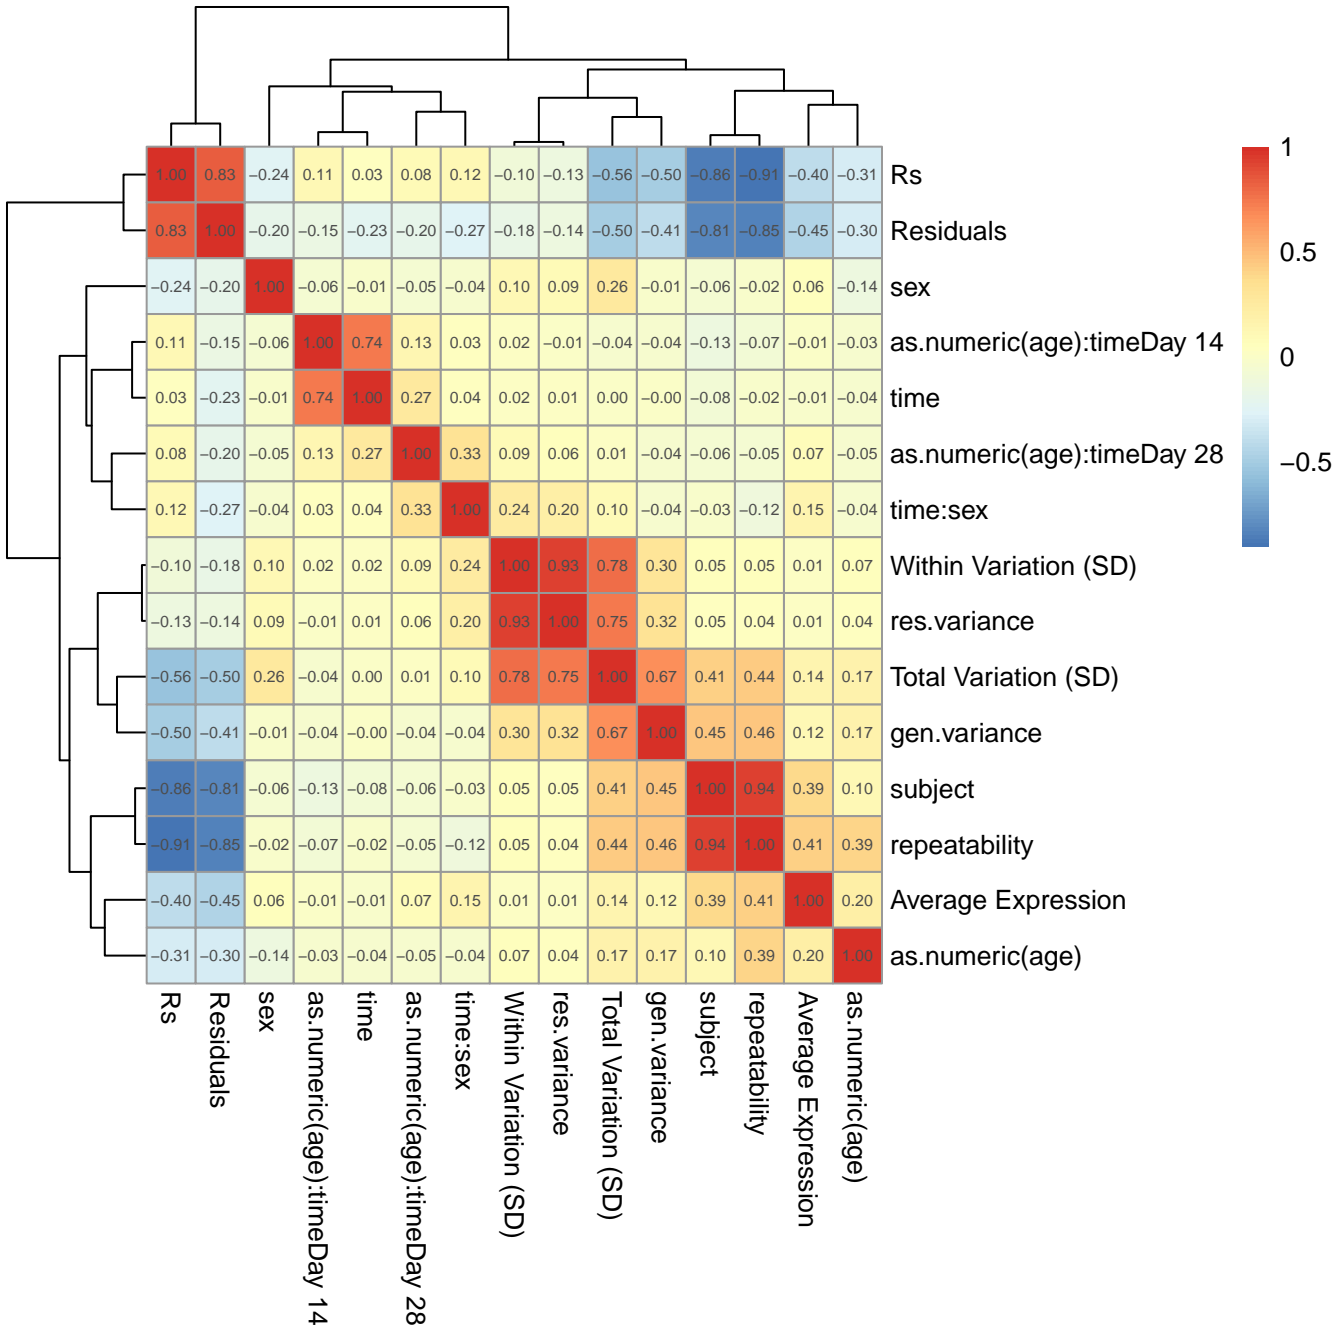 1.00 0.83 −0.24 0.11 0.03 0.08 0.12 −0.10 −0.13 −0.56 −0.50 −0.86 −0.91 −0.40 −0.31 Rs
0.83 1.00 −0.20 −0.15 −0.23 −0.20 −0.27 −0.18 −0.14 −0.50 −0.41 −0.81 −0.85 −0.45 −0.30 Residuals
−0.24 −0.20 1.00 −0.06 −0.01 −0.05 −0.04 0.10 0.09 0.26 −0.01 −0.06 −0.02 0.06 −0.14 sex
0.11 −0.15 −0.06 1.00 0.74 0.13 0.03 0.02 −0.01 −0.04 −0.04 −0.13 −0.07 −0.01 −0.03 as.numeric(age):timeDay 14
0.03 −0.23 −0.01 0.74 1.00 0.27 0.04 0.02 0.01 0.00 −0.00 −0.08 −0.02 −0.01 −0.04 time
0.08 −0.20 −0.05 0.13 0.27 1.00 0.33 0.09 0.06 0.01 −0.04 −0.06 −0.05 0.07 −0.05 as.numeric(age):timeDay 28
0.12 −0.27 −0.04 0.03 0.04 0.33 1.00 0.24 0.20 0.10 −0.04 −0.03 −0.12 0.15 −0.04 time:sex
−0.10 −0.18 0.10 0.02 0.02 0.09 0.24 1.00 0.93 0.78 0.30 0.05 0.05 0.01 0.07 Within Variation (SD)
−0.13 −0.14 0.09 −0.01 0.01 0.06 0.20 0.93 1.00 0.75 0.32 0.05 0.04 0.01 0.04 res.variance
−0.56 −0.50 0.26 −0.04 0.00 0.01 0.10 0.78 0.75 1.00 0.67 0.41 0.44 0.14 0.17 Total Variation (SD)
−0.50 −0.41 −0.01 −0.04 −0.00 −0.04 −0.04 0.30 0.32 0.67 1.00 0.45 0.46 0.12 0.17 gen.variance
−0.86 −0.81 −0.06 −0.13 −0.08 −0.06 −0.03 0.05 0.05 0.41 0.45 1.00 0.94 0.39 0.10 subject
−0.91 −0.85 −0.02 −0.07 −0.02 −0.05 −0.12 0.05 0.04 0.44 0.46 0.94 1.00 0.41 0.39 repeatability
−0.40 −0.45 0.06 −0.01 −0.01 0.07 0.15 0.01 0.01 0.14 0.12 0.39 0.41 1.00 0.20 Average Expression
−0.31 −0.30 −0.14 −0.03 −0.04 −0.05 −0.04 0.07 0.04 0.17 0.17 0.10 0.39 0.20 1.00 as.numeric(age)
Rs
Residuals
sex
as.numeric(age):timeDay 14
time
as.numeric(age):timeDay 28
time:sex
Within Variation (SD)
res.variance
Total Variation (SD)
gen.variance
subject
repeatability
Average Expression
as.numeric(age)
1
0.5
0
−0.5